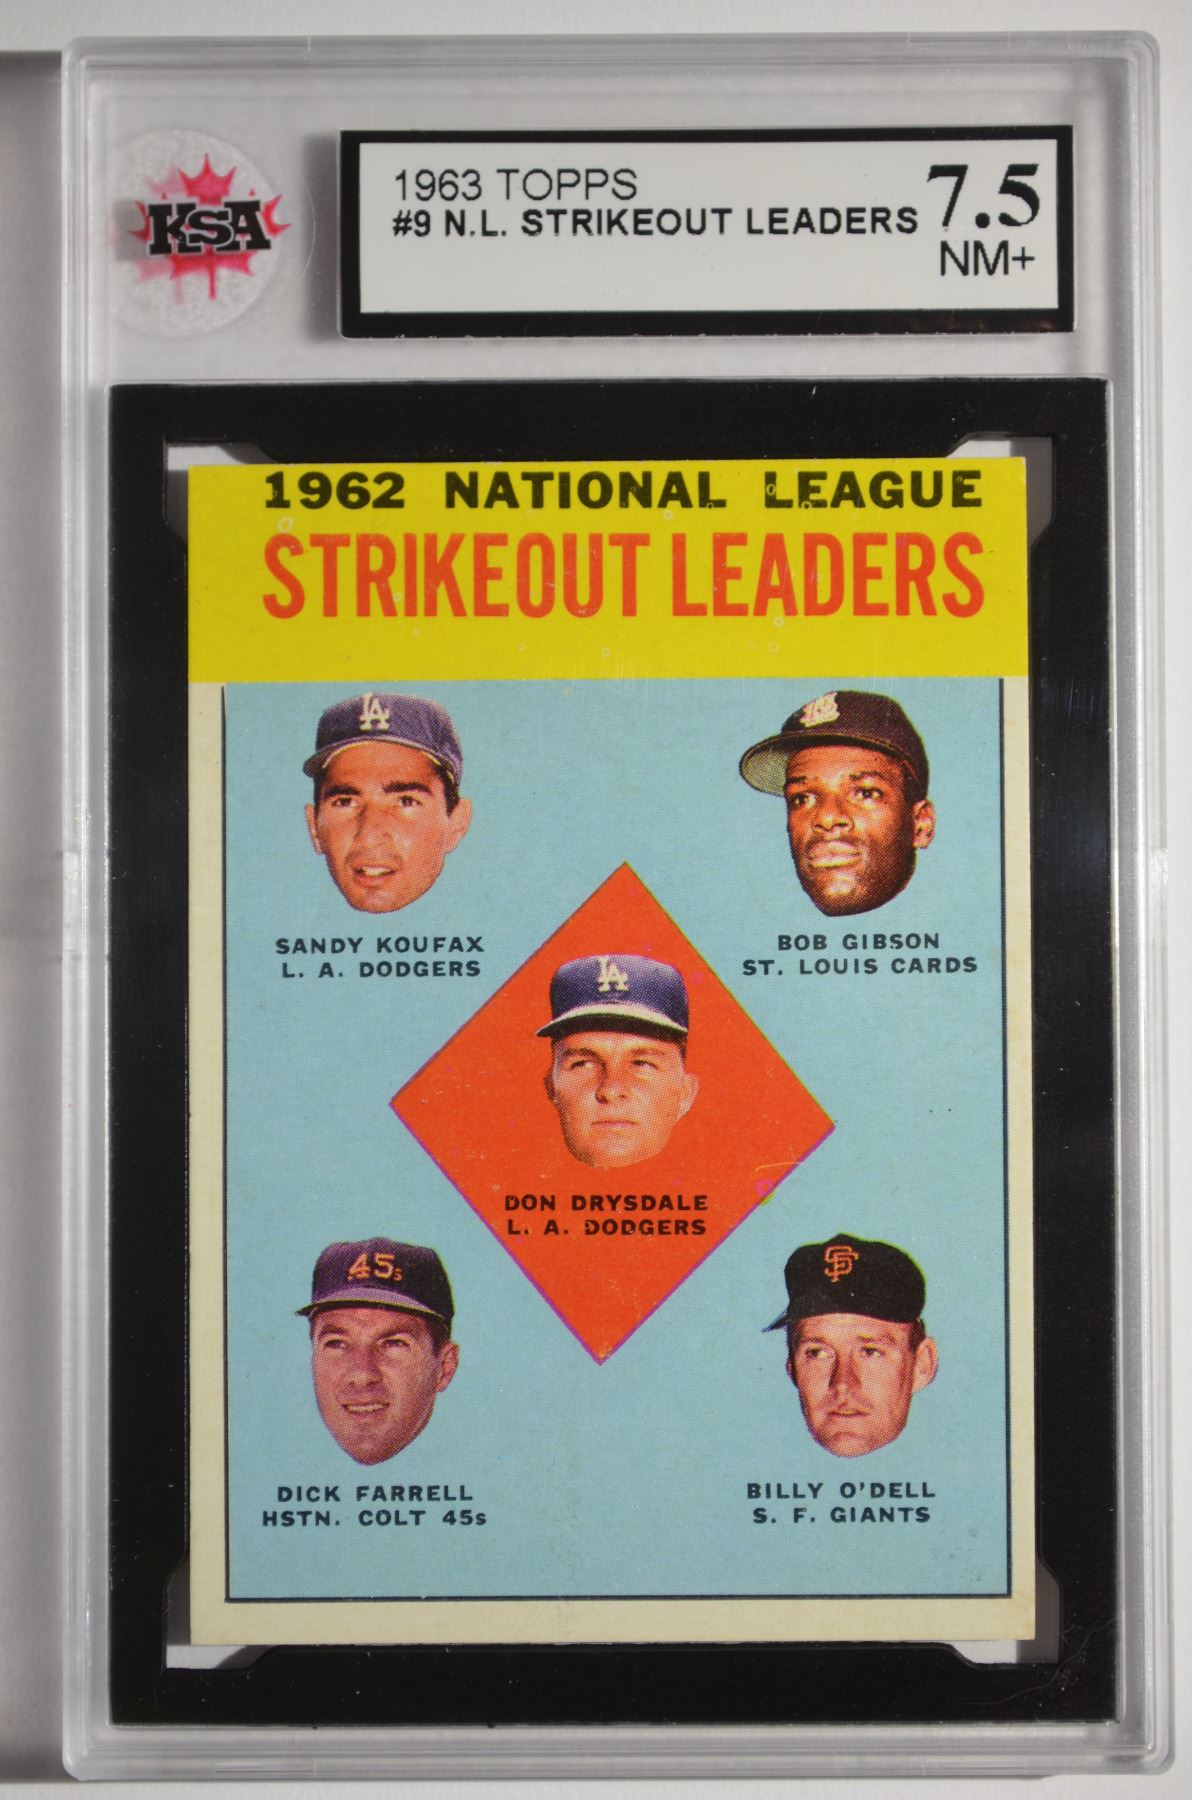 KSA
1963 TOPPS
#9 N.L. STRIKEOUT LEADERS
7.5
NM+
1962 NATIONAL LEAGUE
STRIKEOUT LEADERS
LA
STL
SANDY KOUFAX
L. A. DODGERS
BOB GIBSON
ST. LOUIS CARDS
LA
DON DRYSDALE
L. A. DODGERS
45s
SF
DICK FARRELL
HSTN. COLT 45s
BILLY O'DELL
S. F. GIANTS